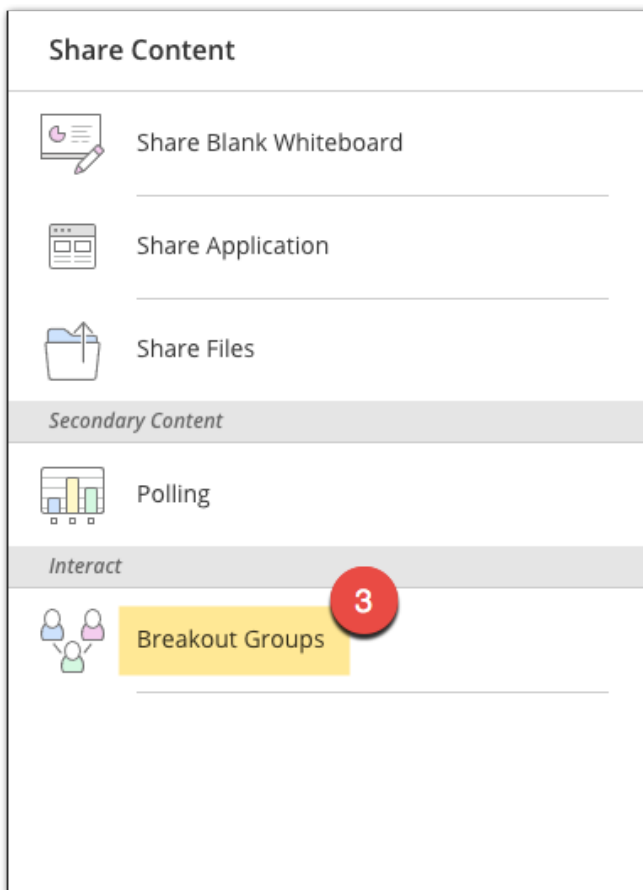 Share Content
Share Blank Whiteboard
Share Application
Share Files
Secondary Content
Polling
Interact
3
Breakout Groups